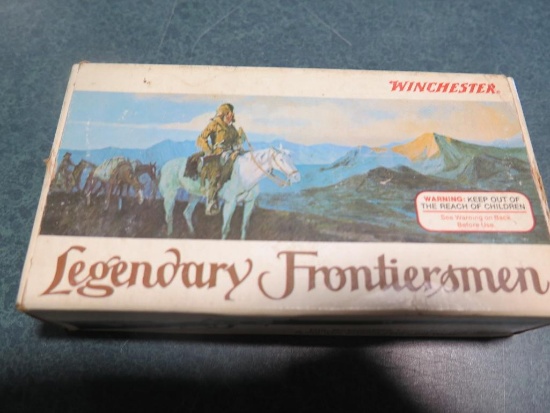 WINCHESTER®
WARNING: KEEP OUT OF
THE REACH OF CHILDREN.
See Warning on Back
Before Use.
Legendary Frontiersmen